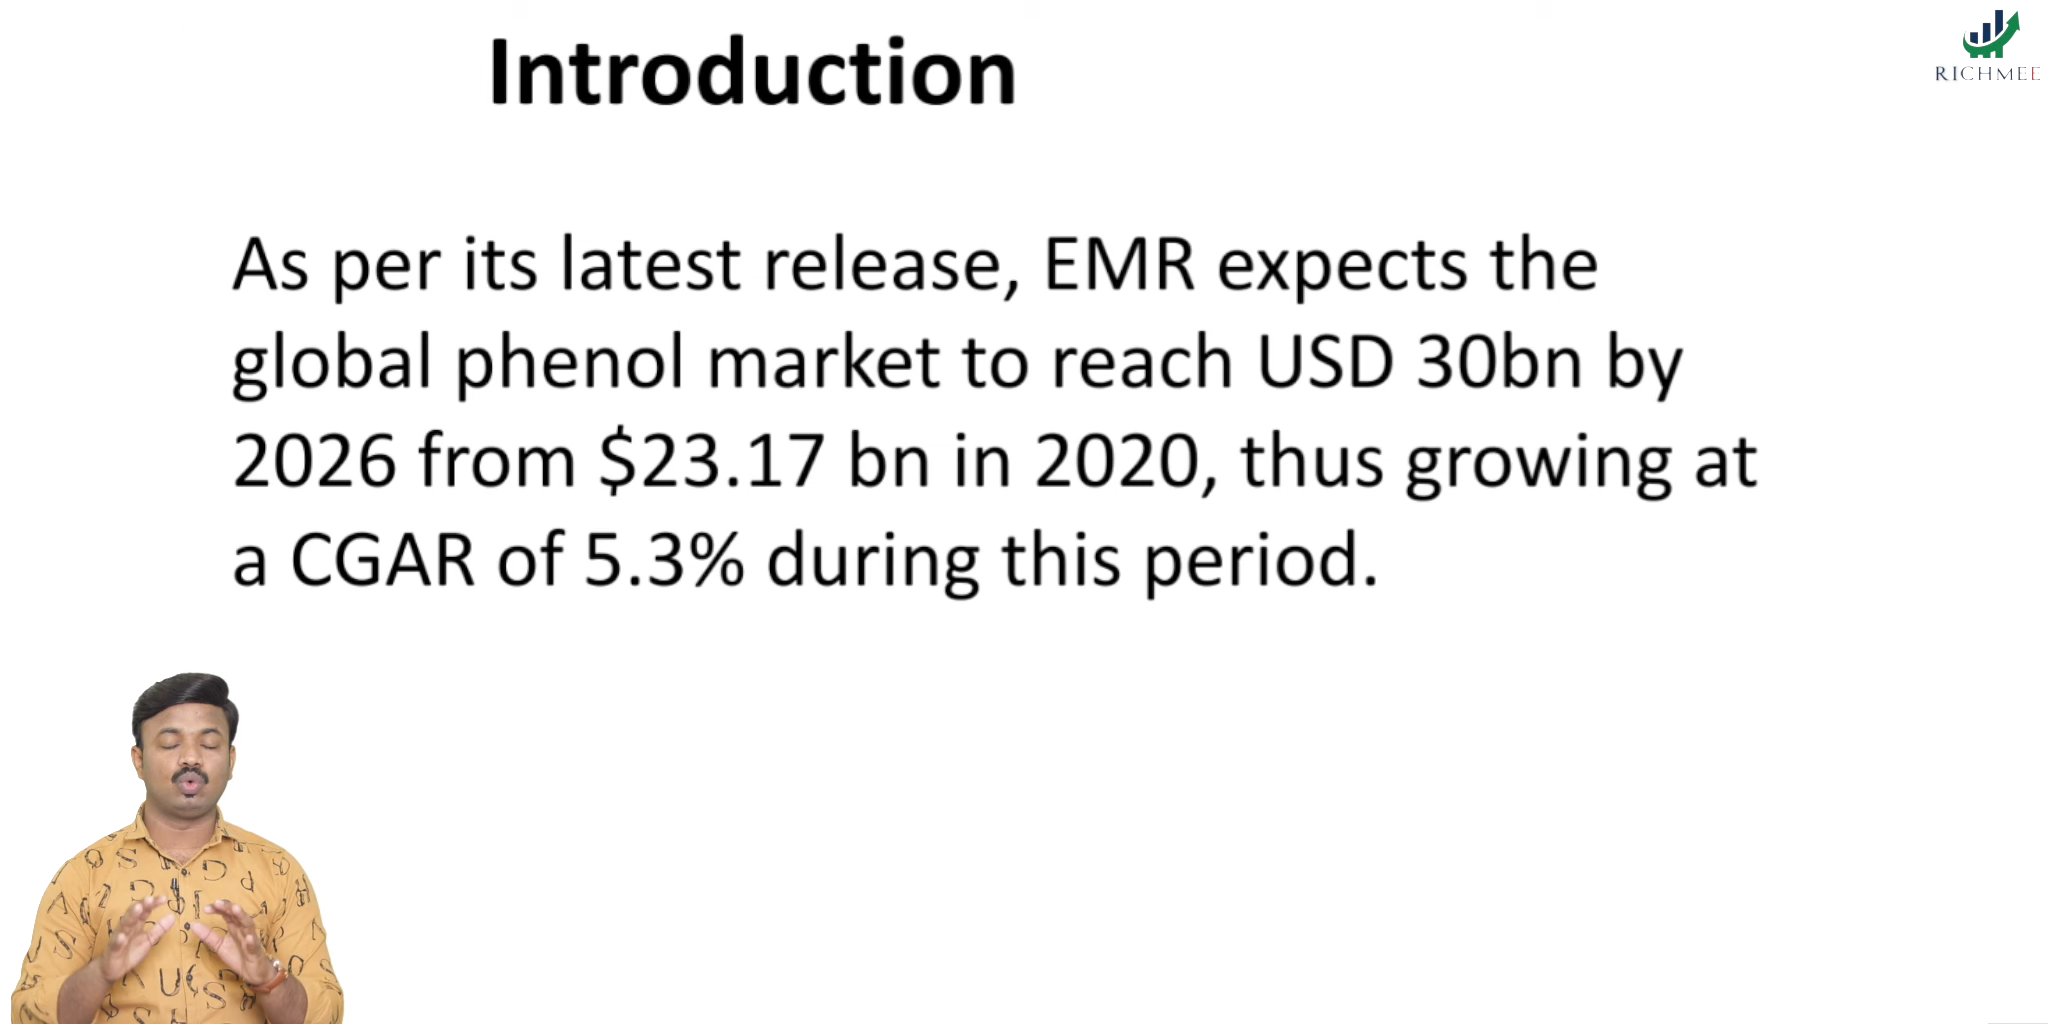 Introduction
RICHMEE
As per its latest release, EMR expects the
global phenol market to reach USD 30bn by
2026 from $23.17 bn in 2020, thus growing at
a CGAR of 5.3% during this period.